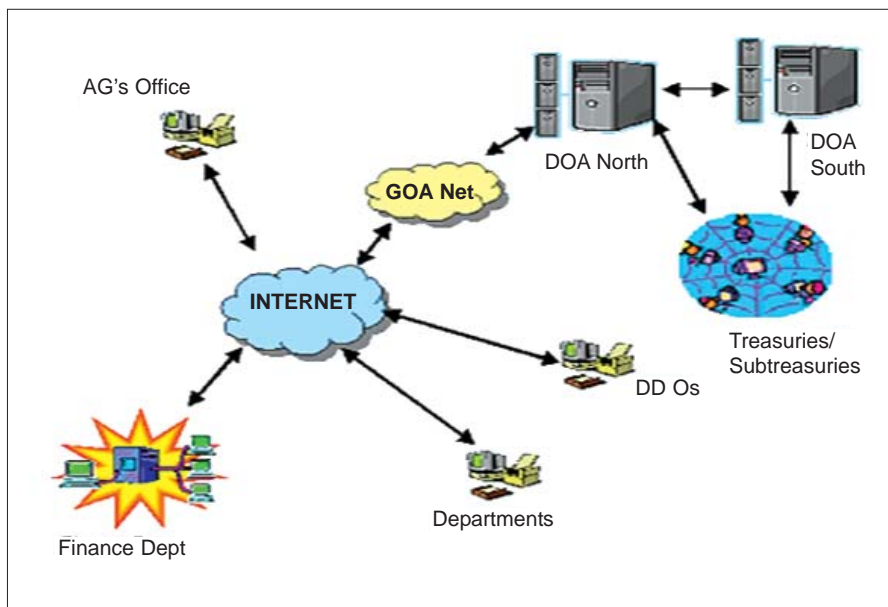 AG's Office
DOA North
DOA
South
GOA Net
INTERNET
Treasuries/
Subtreasuries
DD Os
Departments
Finance Dept